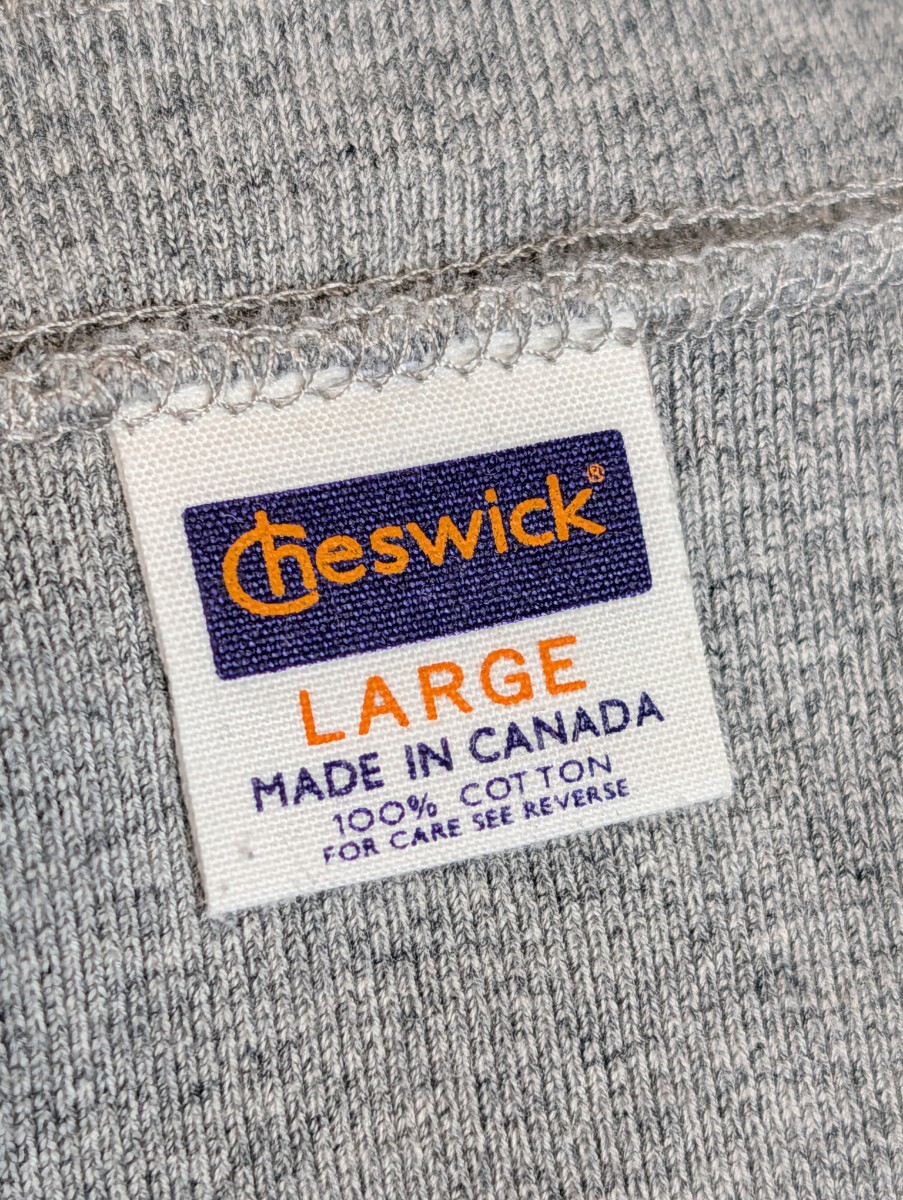 Cheswick®
LARGE
MADE IN CANADA
100% COTTON
FOR CARE SEE REVERSE